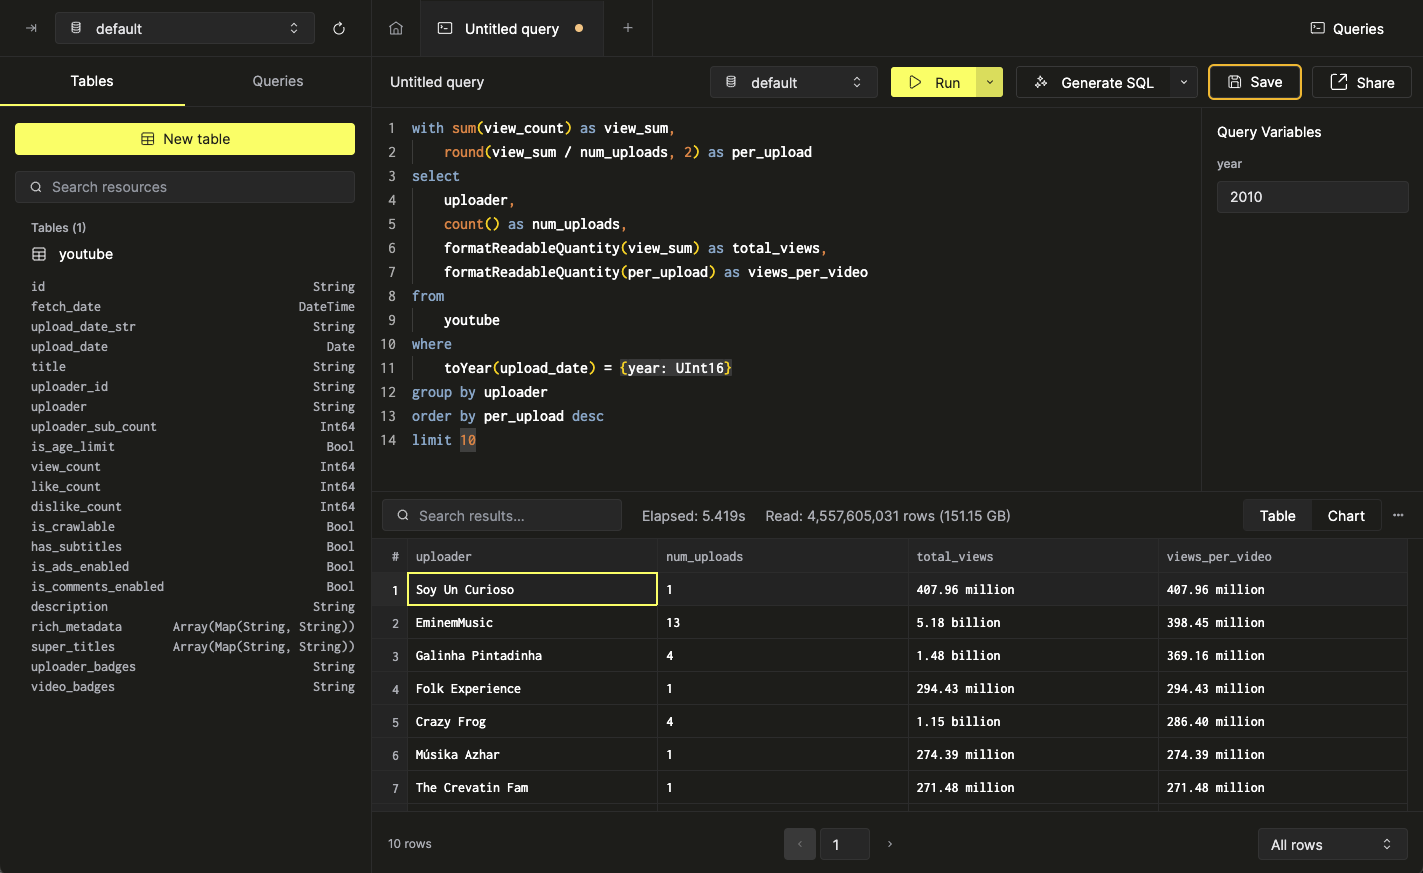 default
Untitled query
Queries
Tables
Queries
Untitled query
default
Run
Generate SQL
Save
Share
New table
Search resources
Tables (1)
youtube
id String
fetch_date DateTime
upload_date_str String
upload_date Date
title String
uploader_id String
uploader String
uploader_sub_count Int64
is_age_limit Bool
view_count Int64
like_count Int64
dislike_count Int64
is_crawlable Bool
has_subtitles Bool
is_ads_enabled Bool
is_comments_enabled Bool
description String
rich_metadata Array(Map(String, String))
super_titles Array(Map(String, String))
uploader_badges String
video_badges String
1 with sum(view_count) as view_sum,
2 round(view_sum / num_uploads, 2) as per_upload
3 select
4 uploader,
5 count() as num_uploads,
6 formatReadableQuantity(view_sum) as total_views,
7 formatReadableQuantity(per_upload) as views_per_video
8 from
9 youtube
10 where
11 toYear(upload_date) = {year: UInt16}
12 group by uploader
13 order by per_upload desc
14 limit 10
Query Variables
year
2010
Search results...
Elapsed: 5.419s
Read: 4,557,605,031 rows (151.15 GB)
Table
Chart
# uploader num_uploads total_views views_per_video
1 Soy Un Curioso 1 407.96 million 407.96 million
2 EminemMusic 13 5.18 billion 398.45 million
3 Galinha Pintadinha 4 1.48 billion 369.16 million
4 Folk Experience 1 294.43 million 294.43 million
5 Crazy Frog 4 1.15 billion 286.40 million
6 Músika Azhar 1 274.39 million 274.39 million
7 The Crevatin Fam 1 271.48 million 271.48 million
10 rows
1
All rows